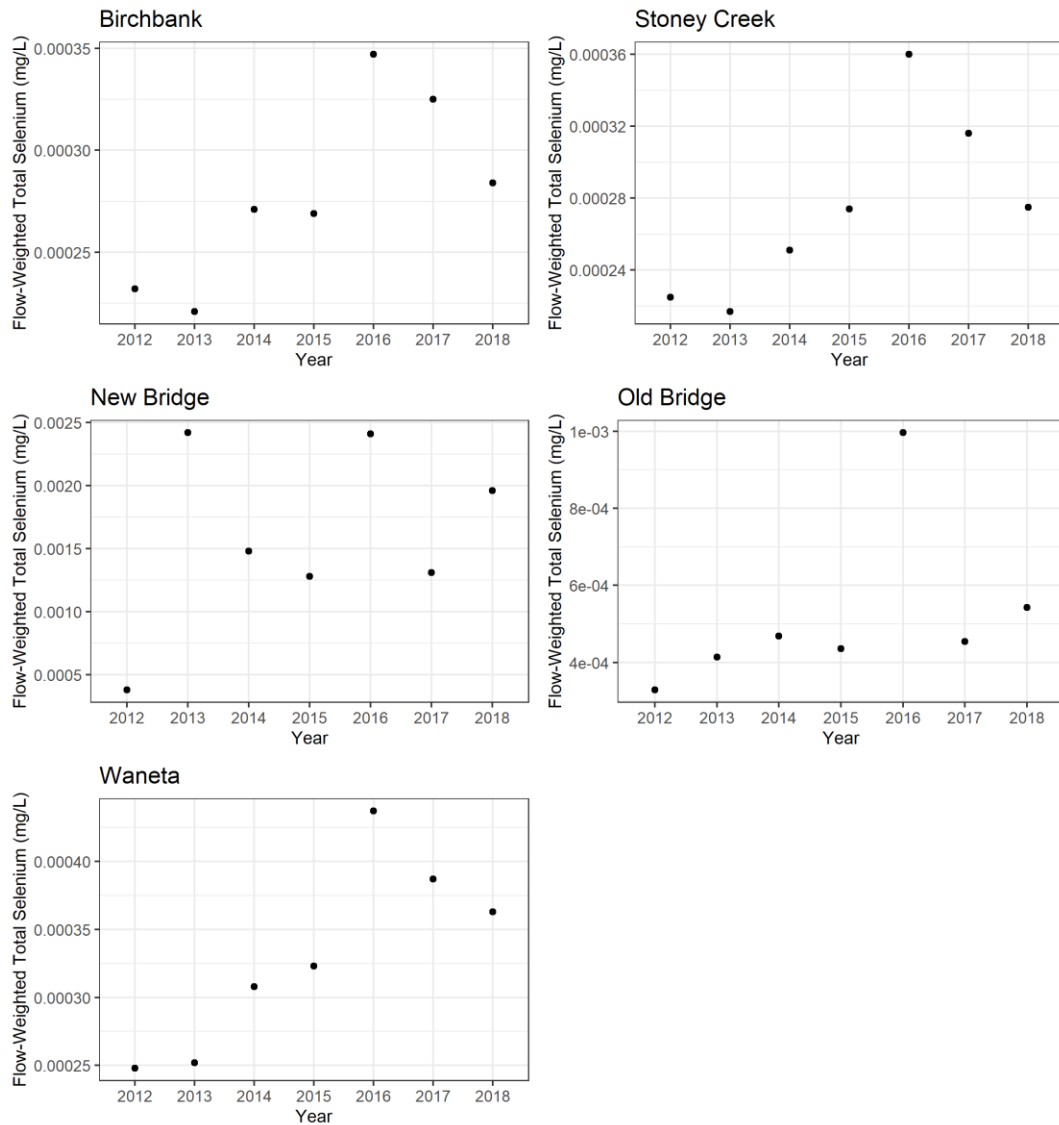 Birchbank
Flow-Weighted Total Selenium (mg/L)
0.00035
0.00030
0.00025
2012 2013 2014 2015 2016 2017 2018
Year
Stoney Creek
Flow-Weighted Total Selenium (mg/L)
0.00036
0.00032
0.00028
0.00024
2012 2013 2014 2015 2016 2017 2018
Year
New Bridge
Flow-Weighted Total Selenium (mg/L)
0.0025
0.0020
0.0015
0.0010
0.0005
2012 2013 2014 2015 2016 2017 2018
Year
Old Bridge
Flow-Weighted Total Selenium (mg/L)
1e-03
8e-04
6e-04
4e-04
2012 2013 2014 2015 2016 2017 2018
Year
Waneta
Flow-Weighted Total Selenium (mg/L)
0.00040
0.00035
0.00030
0.00025
2012 2013 2014 2015 2016 2017 2018
Year